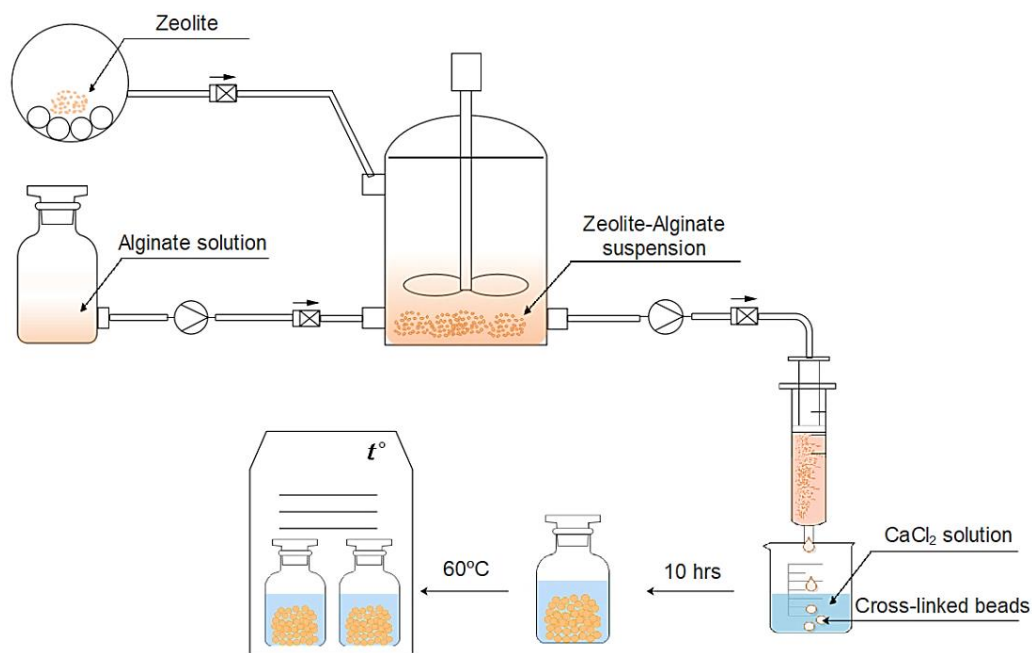 Zeolite
Alginate solution
Zeolite-Alginate
suspension
t°
CaCl₂ solution
60ºC
10 hrs
Cross-linked beads